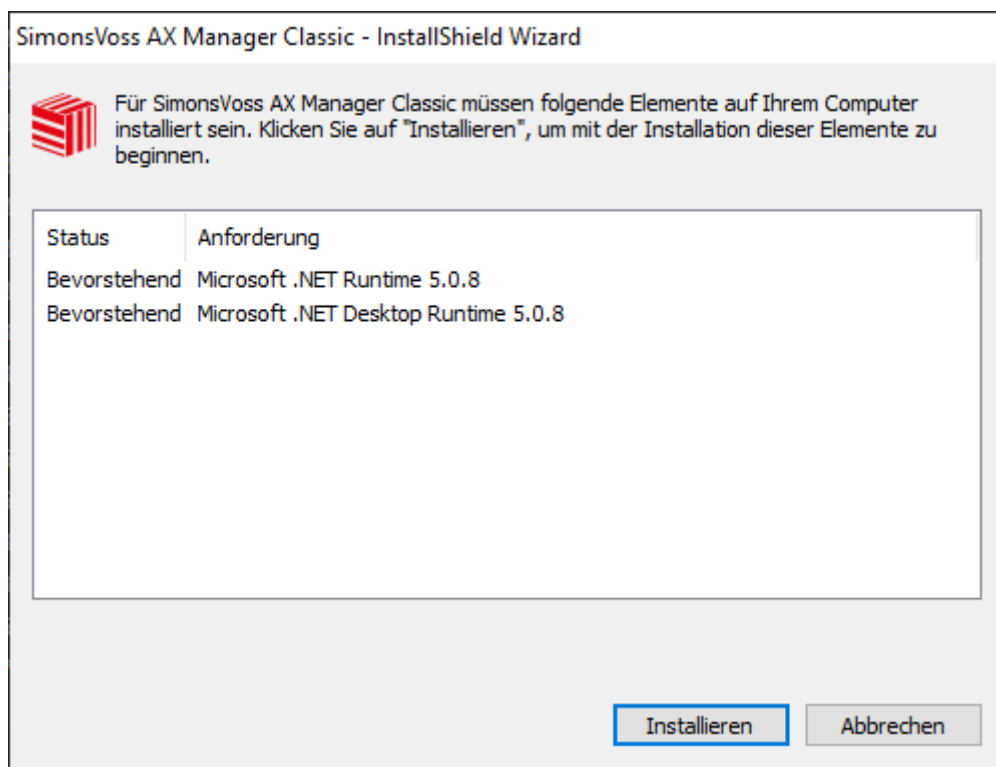 SimonsVoss AX Manager Classic - InstallShield Wizard
Für SimonsVoss AX Manager Classic müssen folgende Elemente auf Ihrem Computer
installiert sein. Klicken Sie auf "Installieren", um mit der Installation dieser Elemente zu
beginnen.
Status Anforderung
Bevorstehend Microsoft .NET Runtime 5.0.8
Bevorstehend Microsoft .NET Desktop Runtime 5.0.8
Installieren Abbrechen